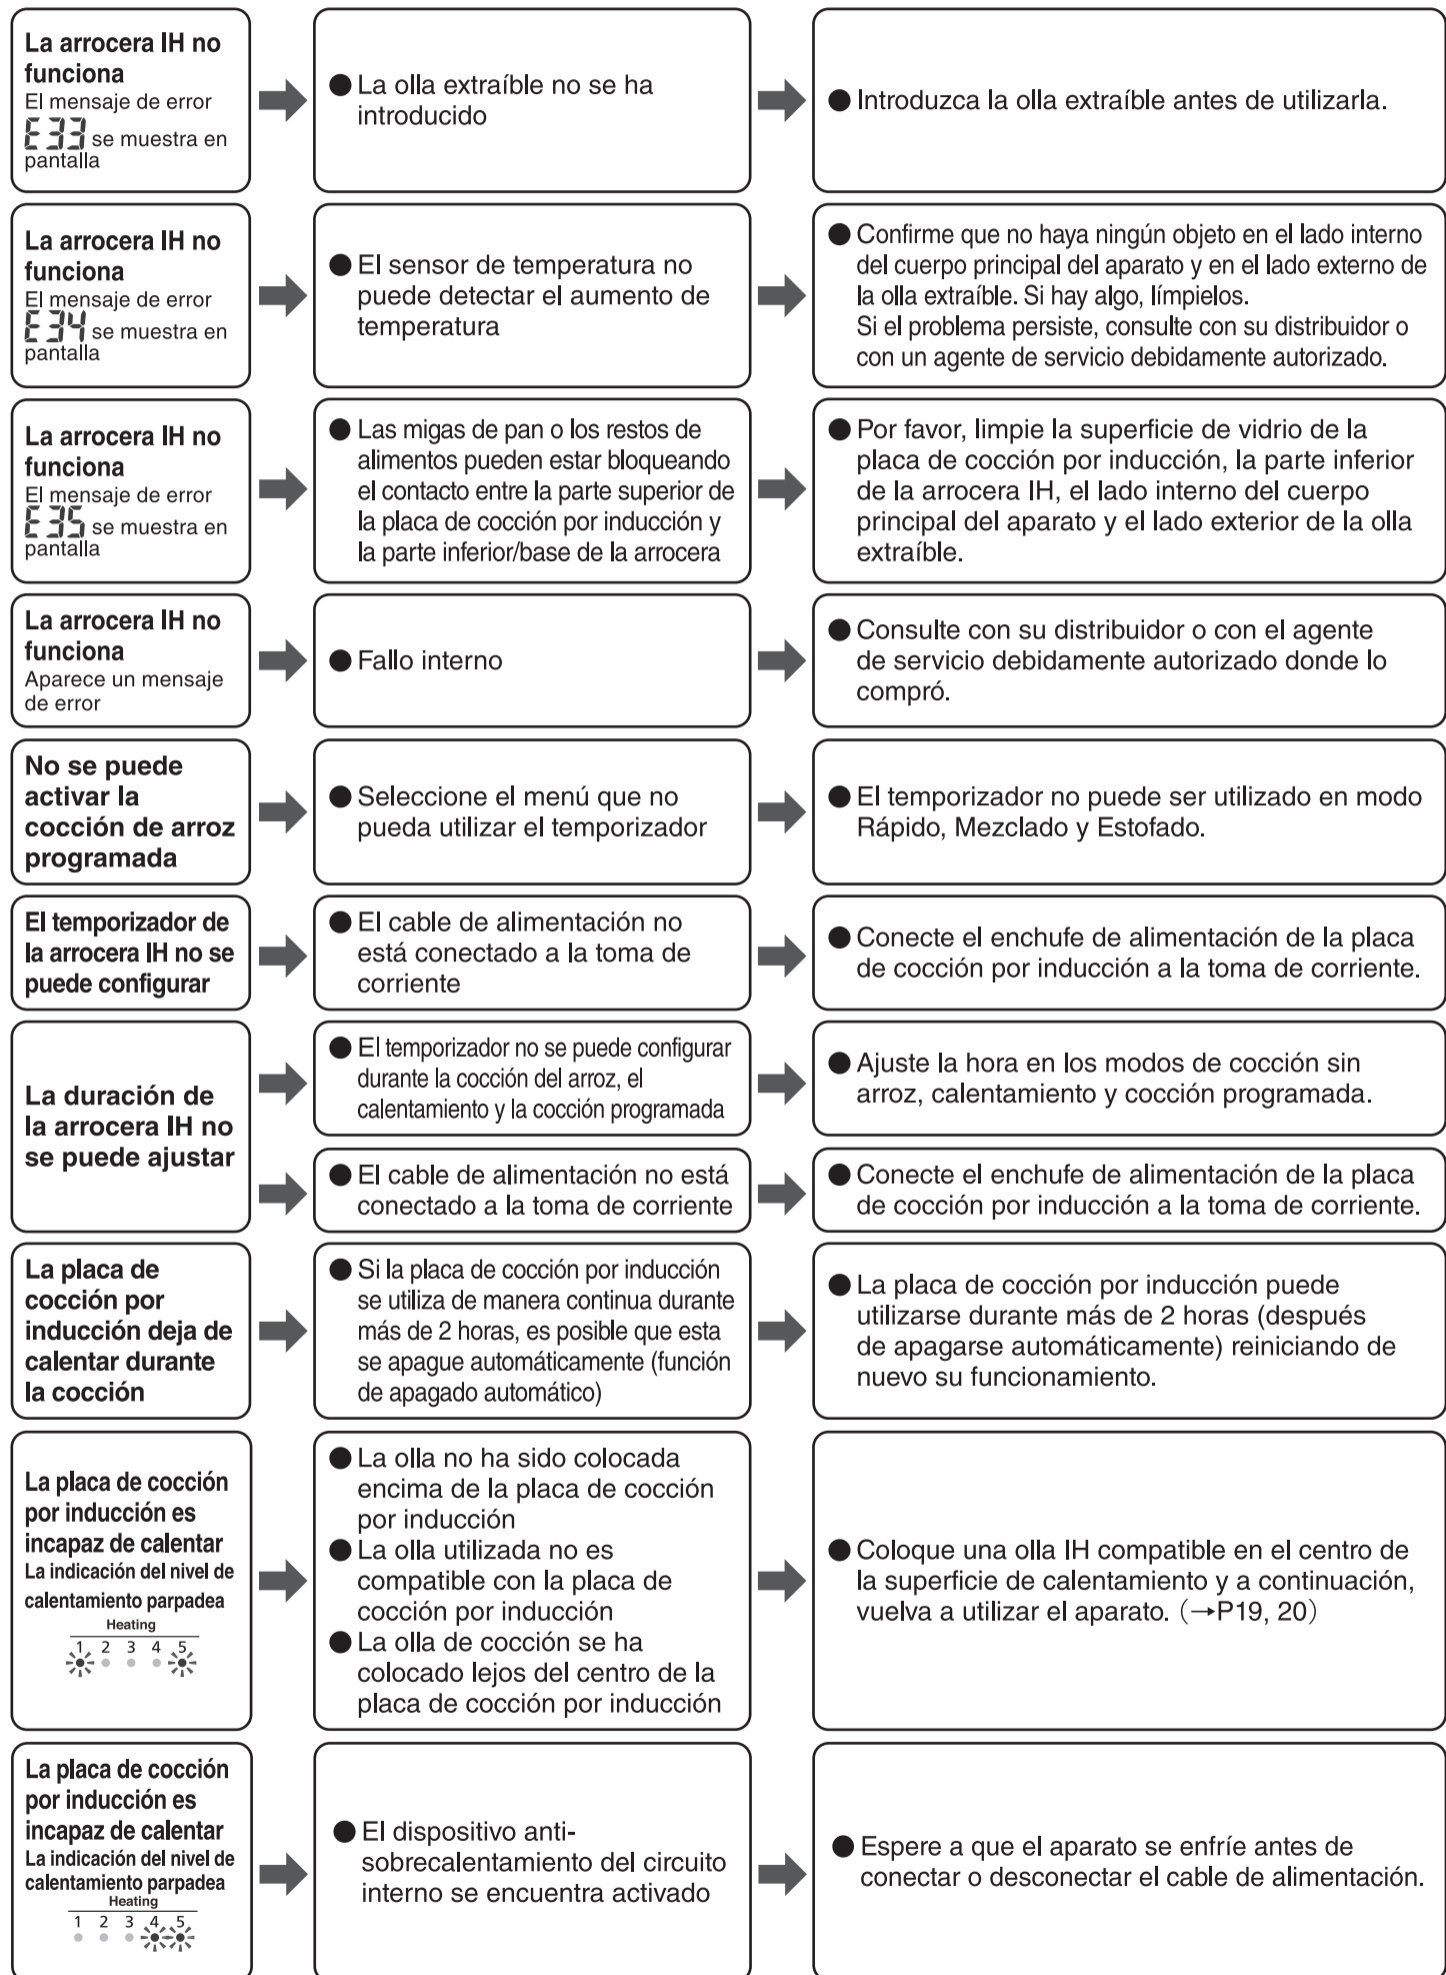 La arrocera IH no
funciona
El mensaje de error
E33 se muestra en
pantalla
● La olla extraíble no se ha
introducido
● Introduzca la olla extraíble antes de utilizarla.
La arrocera IH no
funciona
El mensaje de error
E34 se muestra en
pantalla
● El sensor de temperatura no
puede detectar el aumento de
temperatura
● Confirme que no haya ningún objeto en el lado interno
del cuerpo principal del aparato y en el lado externo de
la olla extraíble. Si hay algo, límpielos.
Si el problema persiste, consulte con su distribuidor o
con un agente de servicio debidamente autorizado.
La arrocera IH no
funciona
El mensaje de error
E35 se muestra en
pantalla
● Las migas de pan o los restos de
alimentos pueden estar bloqueando
el contacto entre la parte superior de
la placa de cocción por inducción y
la parte inferior/base de la arrocera
● Por favor, limpie la superficie de vidrio de la
placa de cocción por inducción, la parte inferior
de la arrocera IH, el lado interno del cuerpo
principal del aparato y el lado exterior de la olla
extraíble.
La arrocera IH no
funciona
Aparece un mensaje
de error
● Fallo interno
● Consulte con su distribuidor o con el agente
de servicio debidamente autorizado donde lo
compró.
No se puede
activar la
cocción de arroz
programada
● Seleccione el menú que no
pueda utilizar el temporizador
● El temporizador no puede ser utilizado en modo
Rápido, Mezclado y Estofado.
El temporizador de
la arrocera IH no se
puede configurar
● El cable de alimentación no
está conectado a la toma de
corriente
● Conecte el enchufe de alimentación de la placa
de cocción por inducción a la toma de corriente.
La duración de
la arrocera IH no
se puede ajustar
● El temporizador no se puede configurar
durante la cocción del arroz, el
calentamiento y la cocción programada
● Ajuste la hora en los modos de cocción sin
arroz, calentamiento y cocción programada.
● El cable de alimentación no está
conectado a la toma de corriente
● Conecte el enchufe de alimentación de la placa
de cocción por inducción a la toma de corriente.
La placa de
cocción por
inducción deja de
calentar durante
la cocción
● Si la placa de cocción por inducción
se utiliza de manera continua durante
más de 2 horas, es posible que esta
se apague automáticamente (función
de apagado automático)
● La placa de cocción por inducción puede
utilizarse durante más de 2 horas (después
de apagarse automáticamente) reiniciando de
nuevo su funcionamiento.
La placa de cocción
por inducción es
incapaz de calentar
La indicación del nivel de
calentamiento parpadea
Heating
1 2 3 4 5
● La olla no ha sido colocada
encima de la placa de cocción
por inducción
● La olla utilizada no es
compatible con la placa de
cocción por inducción
● La olla de cocción se ha
colocado lejos del centro de la
placa de cocción por inducción
● Coloque una olla IH compatible en el centro de
la superficie de calentamiento y a continuación,
vuelva a utilizar el aparato. (→P19, 20)
La placa de cocción
por inducción es
incapaz de calentar
La indicación del nivel de
calentamiento parpadea
Heating
1 2 3 4 5
● El dispositivo anti-
sobrecalentamiento del circuito
interno se encuentra activado
● Espere a que el aparato se enfríe antes de
conectar o desconectar el cable de alimentación.